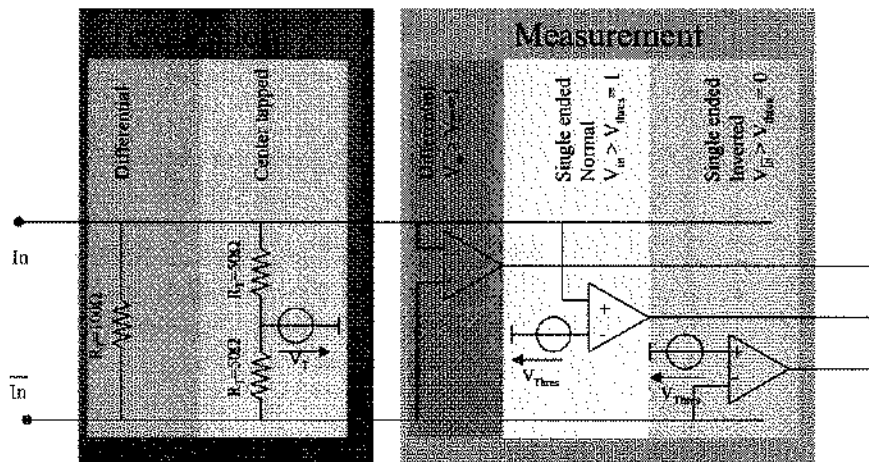 Measurement
Differential
Center tapped
Differential
Single ended
Normal
V_in > V_thres = 1
Single ended
Inverted
V_in > V_thres = 0
In
In
R_T=100Ω
R_T=50Ω
R_T=50Ω
V_T
+
-
V_Thres
+
-
V_Thres